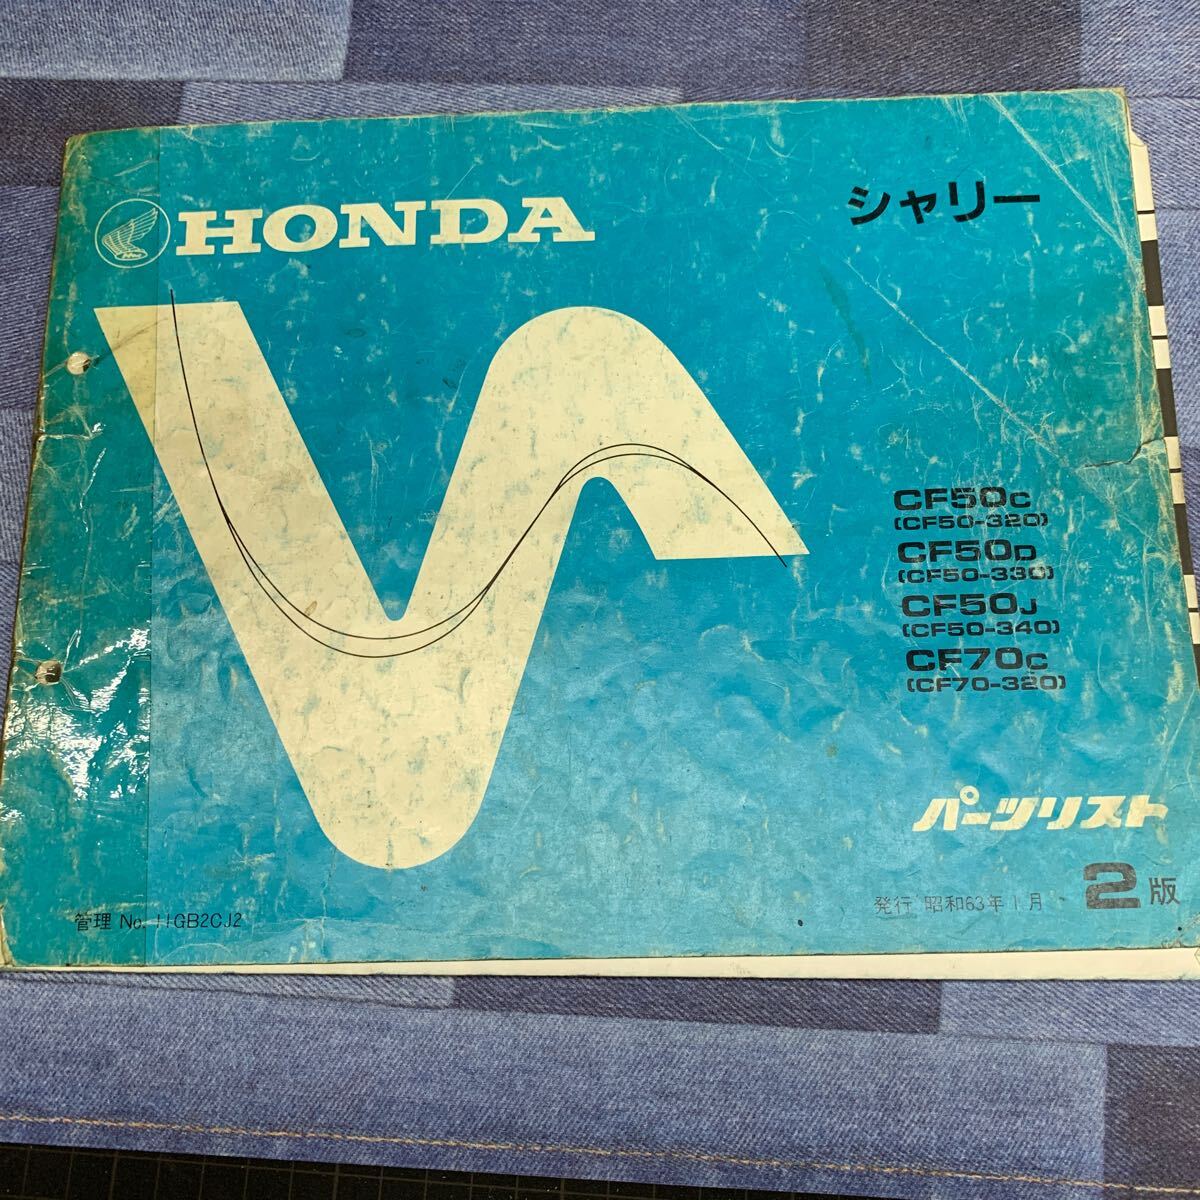 HONDA
シャリー
CF50C
(CF50-320)
CF50D
(CF50-330)
CF50J
(CF50-340)
CF70C
(CF70-320)
パーツリスト
管理 No. 11GB2CJ2
発行 昭和63年1月 2版